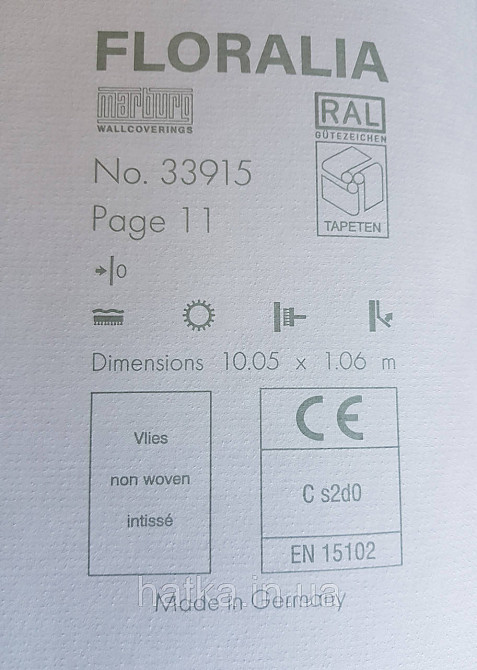 FLORALIA
marburg
WALLCOVERINGS
RAL
GÜTEZEICHEN
TAPETEN
No. 33915
Page 11
0
Dimensions 10.05 x 1.06 m
Vlies
non woven
intissé
CE
C s2d0
EN 15102
hatka.in.ua
Made in Germany